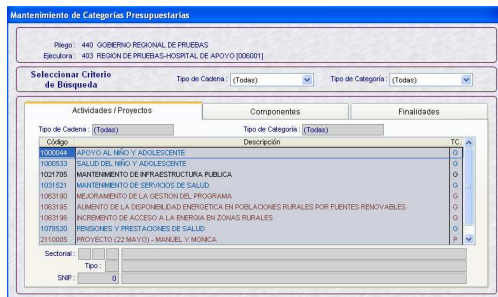 Mantenimiento de Categorías Presupuestarias
Pliego : 440 GOBIERNO REGIONAL DE PRUEBAS
Ejecutora : 403 REGION DE PRUEBAS-HOSPITAL DE APOYO [006001]
Seleccionar Criterio de Búsqueda
Tipo de Cadena : (Todas) Tipo de Categoría : (Todas)
Actividades / Proyectos Componentes Finalidades
Tipo de Cadena : (Todas) Tipo de Categoría : (Todas)
Código Descripción TC.
1000044 APOYO AL NIÑO Y ADOLESCENTE G
1000533 SALUD DEL NIÑO Y ADOLESCENTE G
1021705 MANTENIMIENTO DE INFRAESTRUCTURA PUBLICA G
1031521 MANTENIMIENTO DE SERVICIOS DE SALUD G
1063190 MEJORAMIENTO DE LA GESTION DEL PROGRAMA G
1063195 AUMENTO DE LA DISPONIBILIDAD ENERGETICA EN POBLACIONES RURALES POR FUENTES RENOVABLES G
1063196 INCREMENTO DE ACCESO A LA ENERGIA EN ZONAS RURALES G
1078520 PENSIONES Y PRESTACIONES DE SALUD G
2110005 PROYECTO (22 MAYO) - MANUEL Y MONICA P
Sectorial :
Tipo :
SNIP : 0